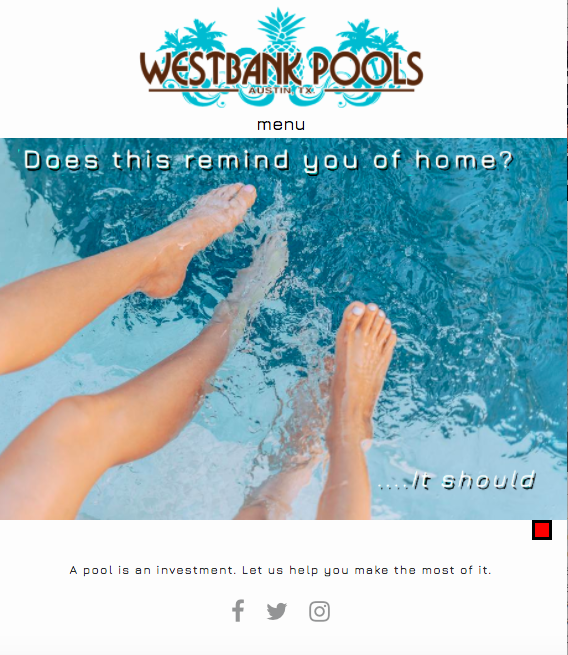 WESTBANK POOLS
AUSTIN, TX
menu
Does this remind you of home?
....It should
A pool is an investment. Let us help you make the most of it.